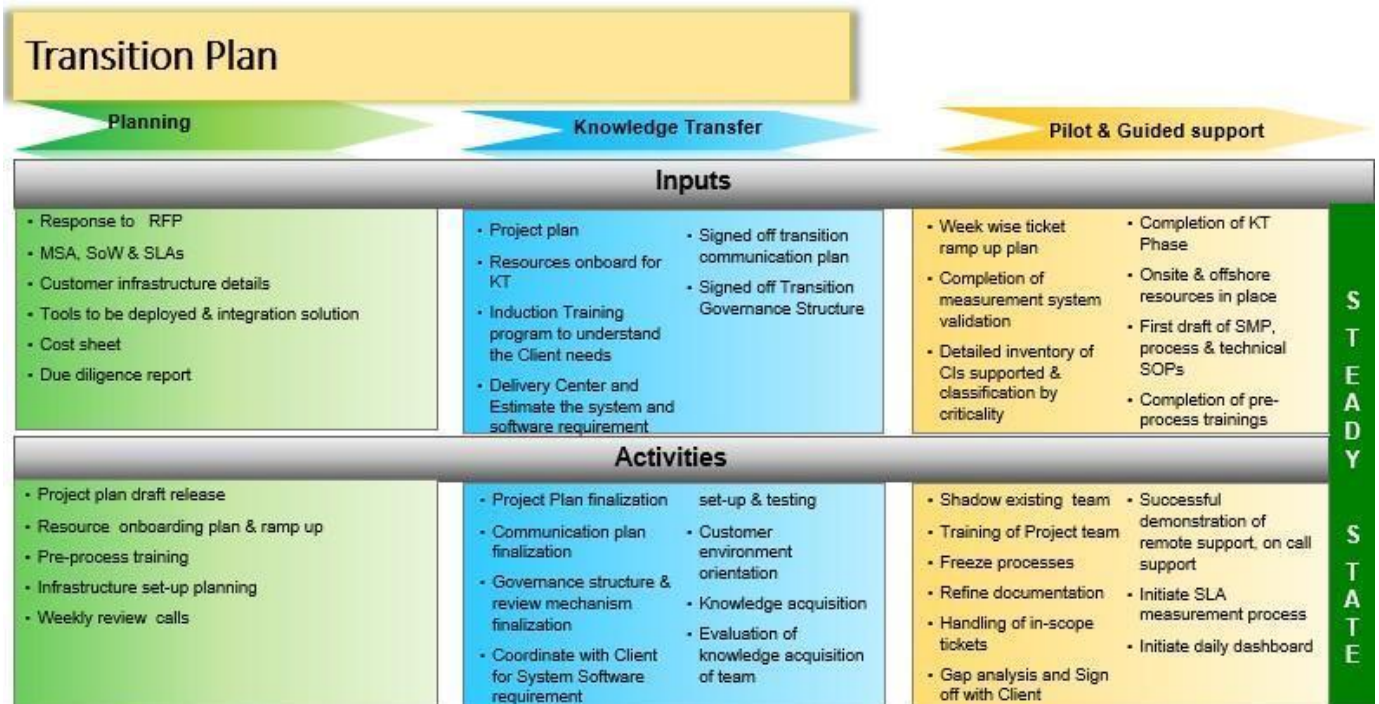 Transition Plan
Planning
Knowledge Transfer
Pilot & Guided support
Inputs
• Response to RFP
• MSA, SoW & SLAs
• Customer infrastructure details
• Tools to be deployed & integration solution
• Cost sheet
• Due diligence report
• Project plan
• Resources onboard for
KT
• Induction Training
program to understand
the Client needs
• Delivery Center and
Estimate the system and
software requirement
• Signed off transition
communication plan
• Signed off Transition
Governance Structure
• Week wise ticket
ramp up plan
• Completion of
measurement system
validation
• Detailed inventory of
CIs supported &
classification by
criticality
• Completion of KT
Phase
• Onsite & offshore
resources in place
• First draft of SMP,
process & technical
SOPs
• Completion of pre-
process trainings
Activities
• Project plan draft release
• Resource onboarding plan & ramp up
• Pre-process training
• Infrastructure set-up planning
• Weekly review calls
• Project Plan finalization
• Communication plan
finalization
• Governance structure &
review mechanism
finalization
• Coordinate with Client
for System Software
requirement
set-up & testing
• Customer
environment
orientation
• Knowledge acquisition
• Evaluation of
knowledge acquisition
of team
• Shadow existing team
• Training of Project team
• Freeze processes
• Refine documentation
• Handling of in-scope
tickets
• Gap analysis and Sign
off with Client
• Successful
demonstration of
remote support, on call
support
• Initiate SLA
measurement process
• Initiate daily dashboard
STEADY STATE